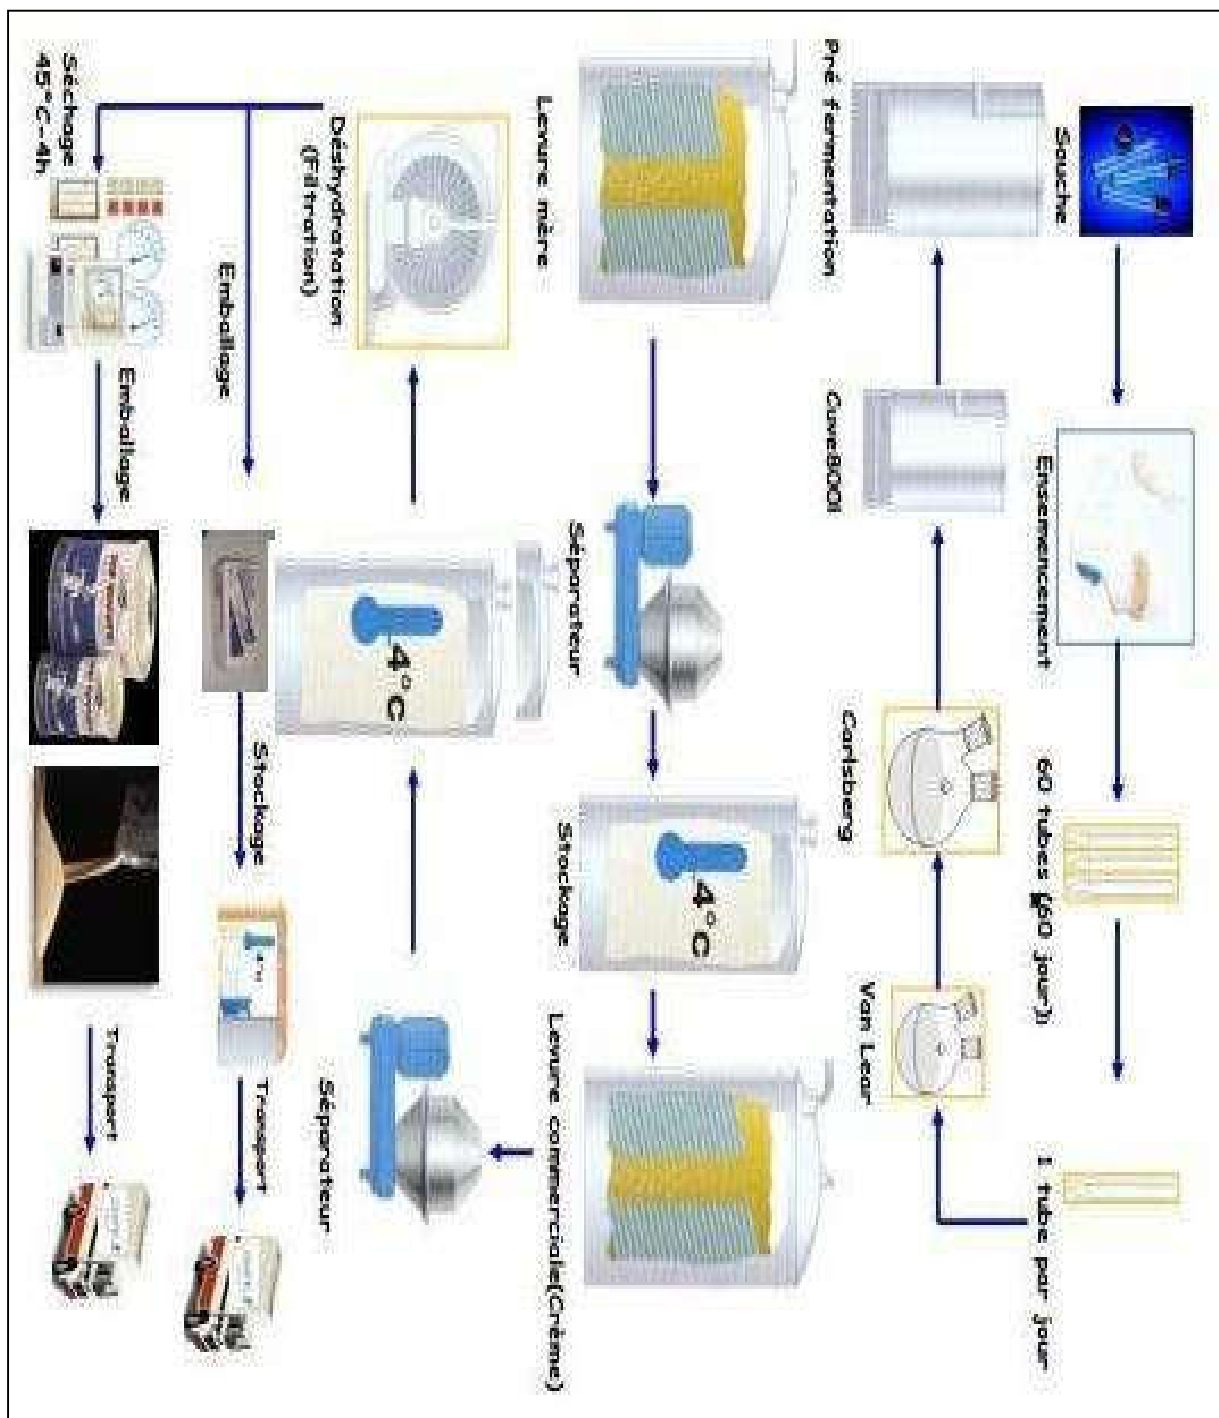 Souche
Ensemencement
60 tubes (60 jour))
1 tube par jour
Pré fermentation
Cuve800l
Carlsberg
Van Lear
Levure mère
Séparateur
Stockage
4°C
Levure commerciale(Crème)
Déshydratation
(Filtration)
4°C
Séparateur
Emballage
Stockage
Transport
Séchage
45°C-4h
Emballage
Transport